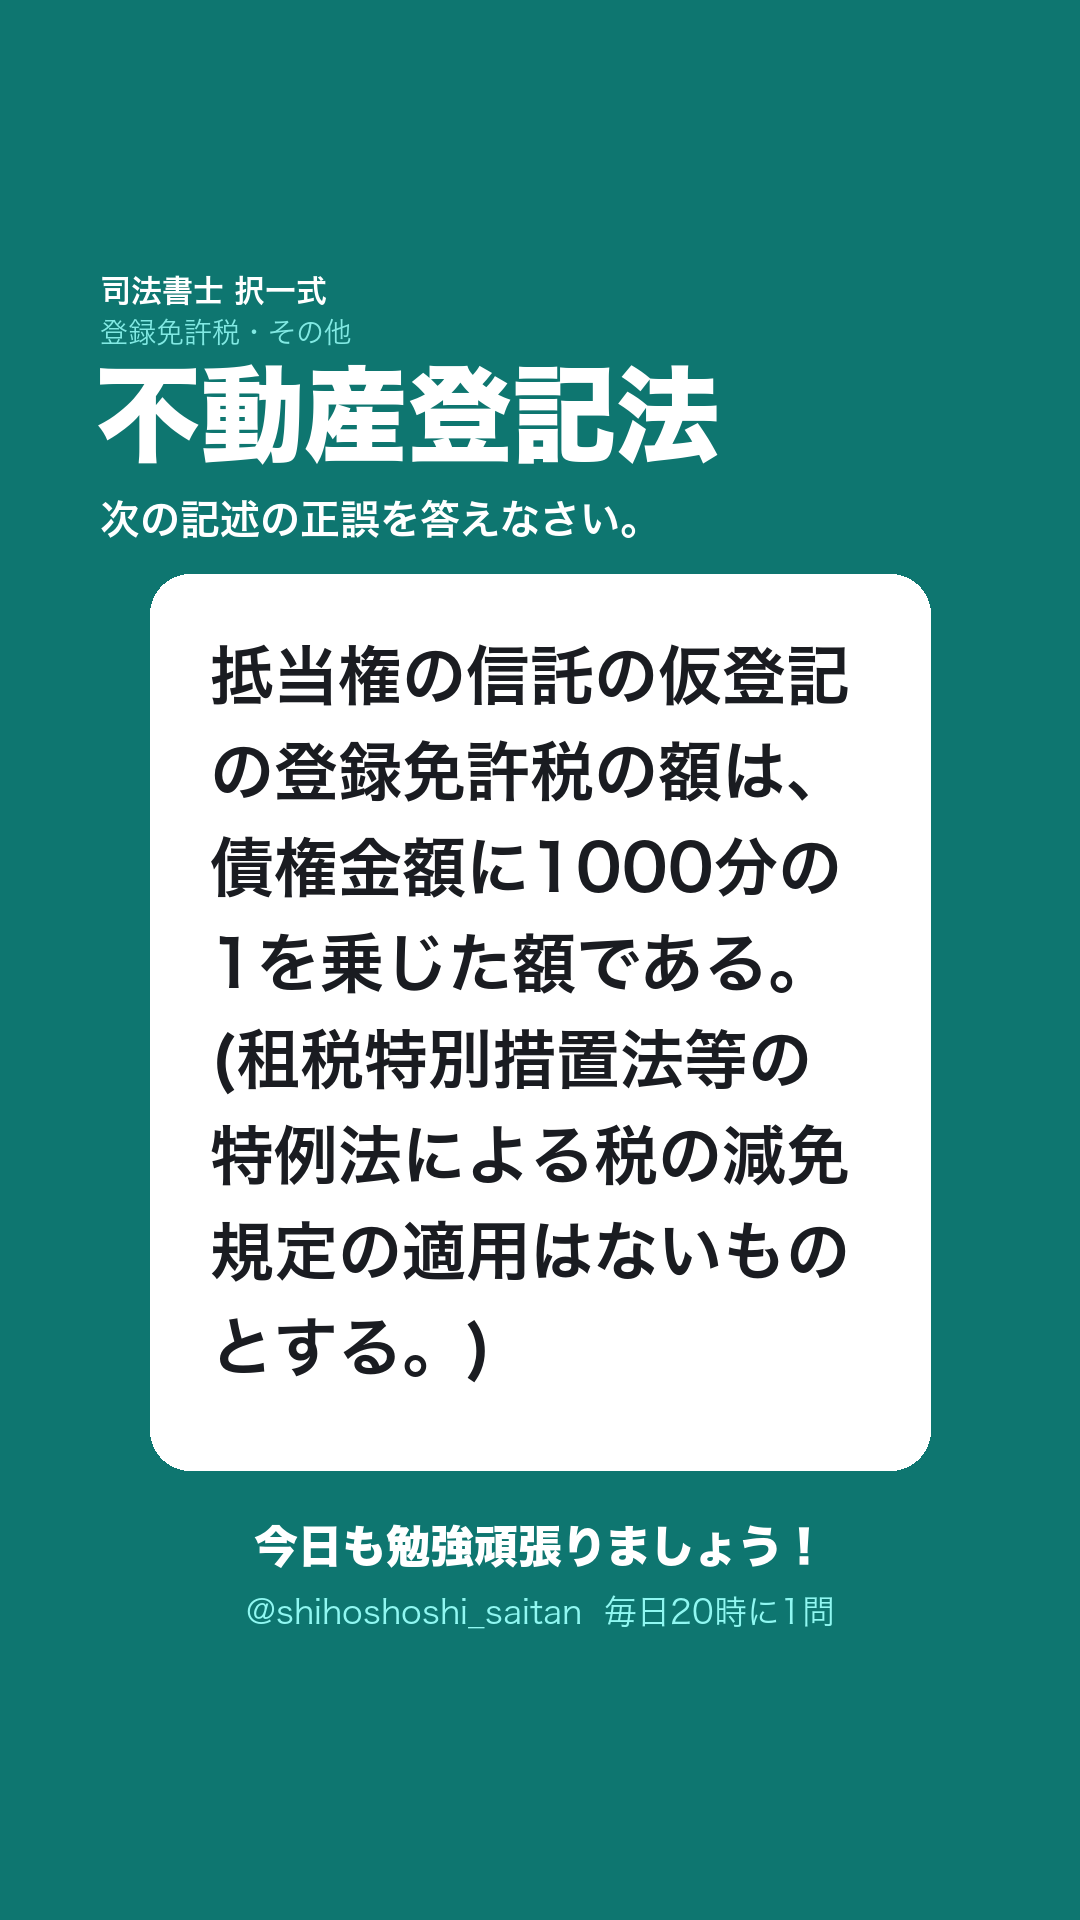 司法書士 択一式
登録免許税・その他
不動産登記法
次の記述の正誤を答えなさい。
抵当権の信託の仮登記
の登録免許税の額は、
債権金額に1000分の
1を乗じた額である。
(租税特別措置法等の
特例法による税の減免
規定の適用はないもの
とする。)
今日も勉強頑張りましょう！
@shihoshoshi_saitan 毎日20時に1問